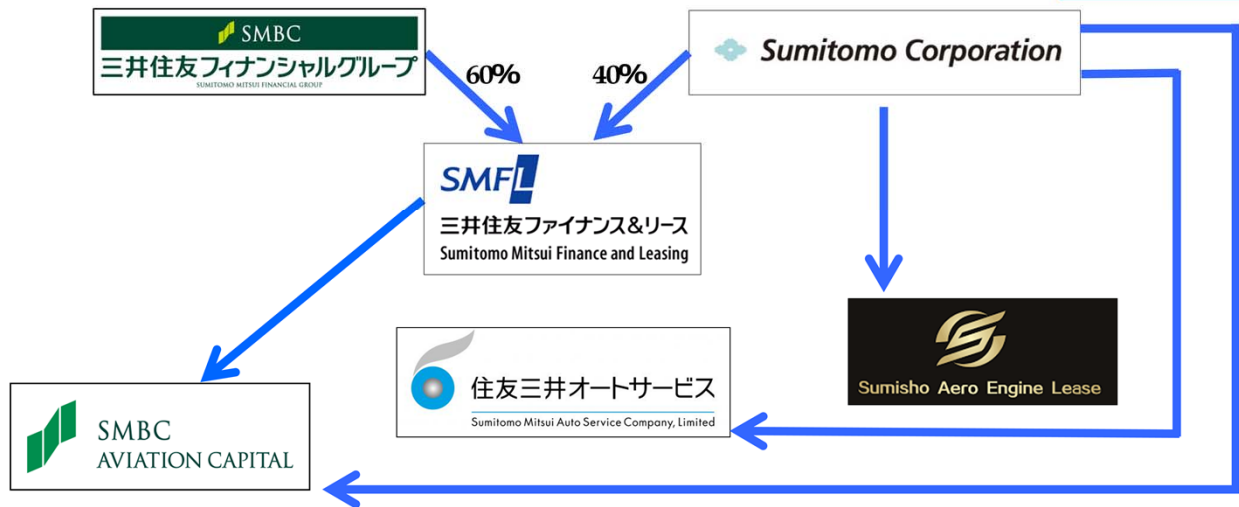 SMBC
三井住友フィナンシャルグループ
SUMITOMO MITSUI FINANCIAL GROUP
Sumitomo Corporation
60%
40%
SMFL
三井住友ファイナンス&リース
Sumitomo Mitsui Finance and Leasing
住友三井オートサービス
Sumitomo Mitsui Auto Service Company, Limited
Sumisho Aero Engine Lease
SMBC
AVIATION CAPITAL